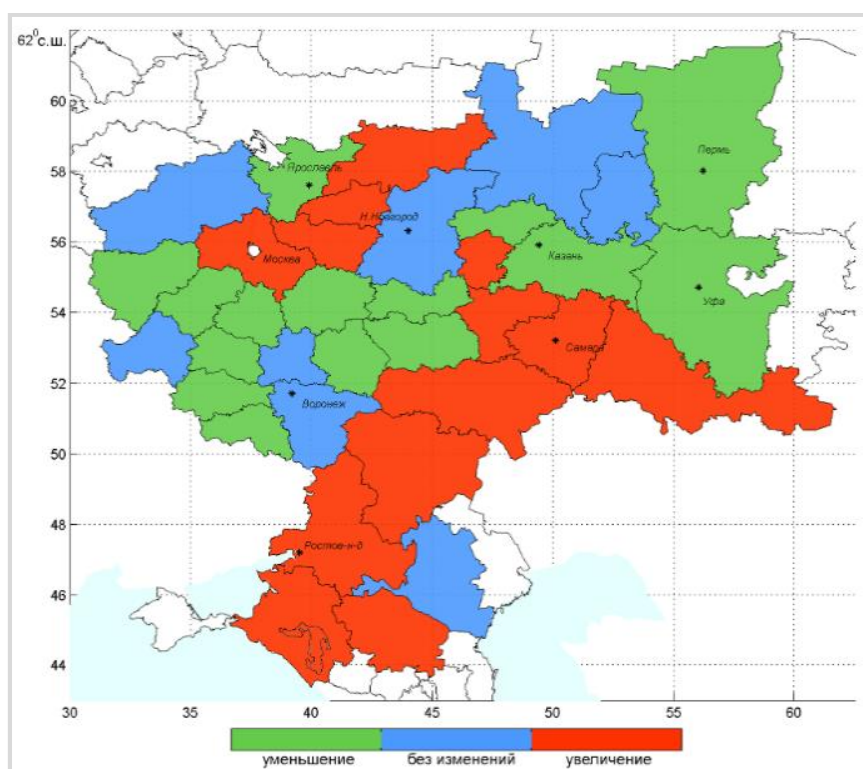 62⁰с.ш.
60
58
56
54
52
50
48
46
44
Пермь
Ярославль
Н.Новгород
Москва
Казань
Уфа
Самара
Воронеж
Ростов-н-д
30 35 40 45 50 55 60
уменьшение без изменений увеличение